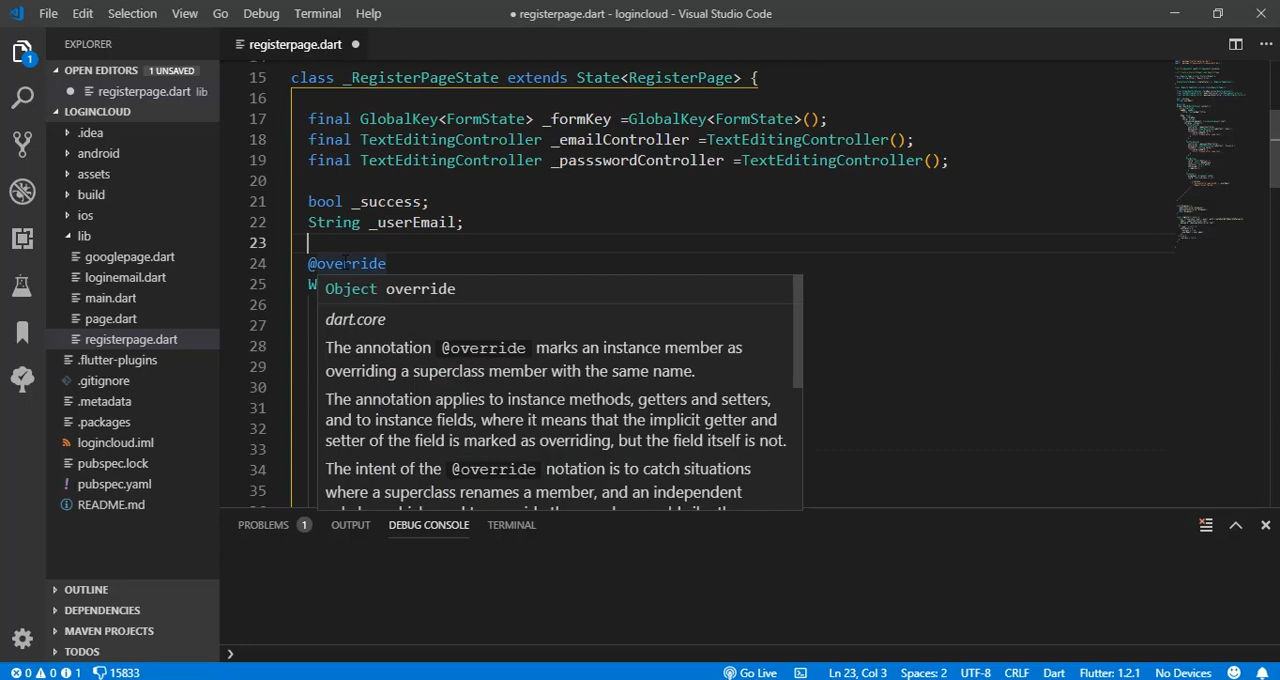 File Edit Selection View Go Debug Terminal Help
● registerpage.dart - logincloud - Visual Studio Code
EXPLORER
registerpage.dart ●
1
OPEN EDITORS 1 UNSAVED
● registerpage.dart lib
LOGINCLOUD
.idea
android
assets
build
ios
lib
googlepage.dart
loginemail.dart
main.dart
page.dart
registerpage.dart
.flutter-plugins
.gitignore
.metadata
.packages
logincloud.iml
pubspec.lock
pubspec.yaml
README.md
OUTLINE
DEPENDENCIES
MAVEN PROJECTS
TODOS
15 class _RegisterPageState extends State<RegisterPage> {
16
17 final GlobalKey<FormState> _formKey =GlobalKey<FormState>();
18 final TextEditingController _emailController =TextEditingController();
19 final TextEditingController _passswordController =TextEditingController();
20
21 bool _success;
22 String _userEmail;
23
24 @override
25 W
26
27
28
29
30
31
32
33
34
35
Object override
dart.core
The annotation @override marks an instance member as
overriding a superclass member with the same name.
The annotation applies to instance methods, getters and setters,
and to instance fields, where it means that the implicit getter and
setter of the field is marked as overriding, but the field itself is not.
The intent of the @override notation is to catch situations
where a superclass renames a member, and an independent
PROBLEMS 1 OUTPUT DEBUG CONSOLE TERMINAL
0 0 1 15833 Go Live Ln 23, Col 3 Spaces: 2 UTF-8 CRLF Dart Flutter: 1.2.1 No Devices